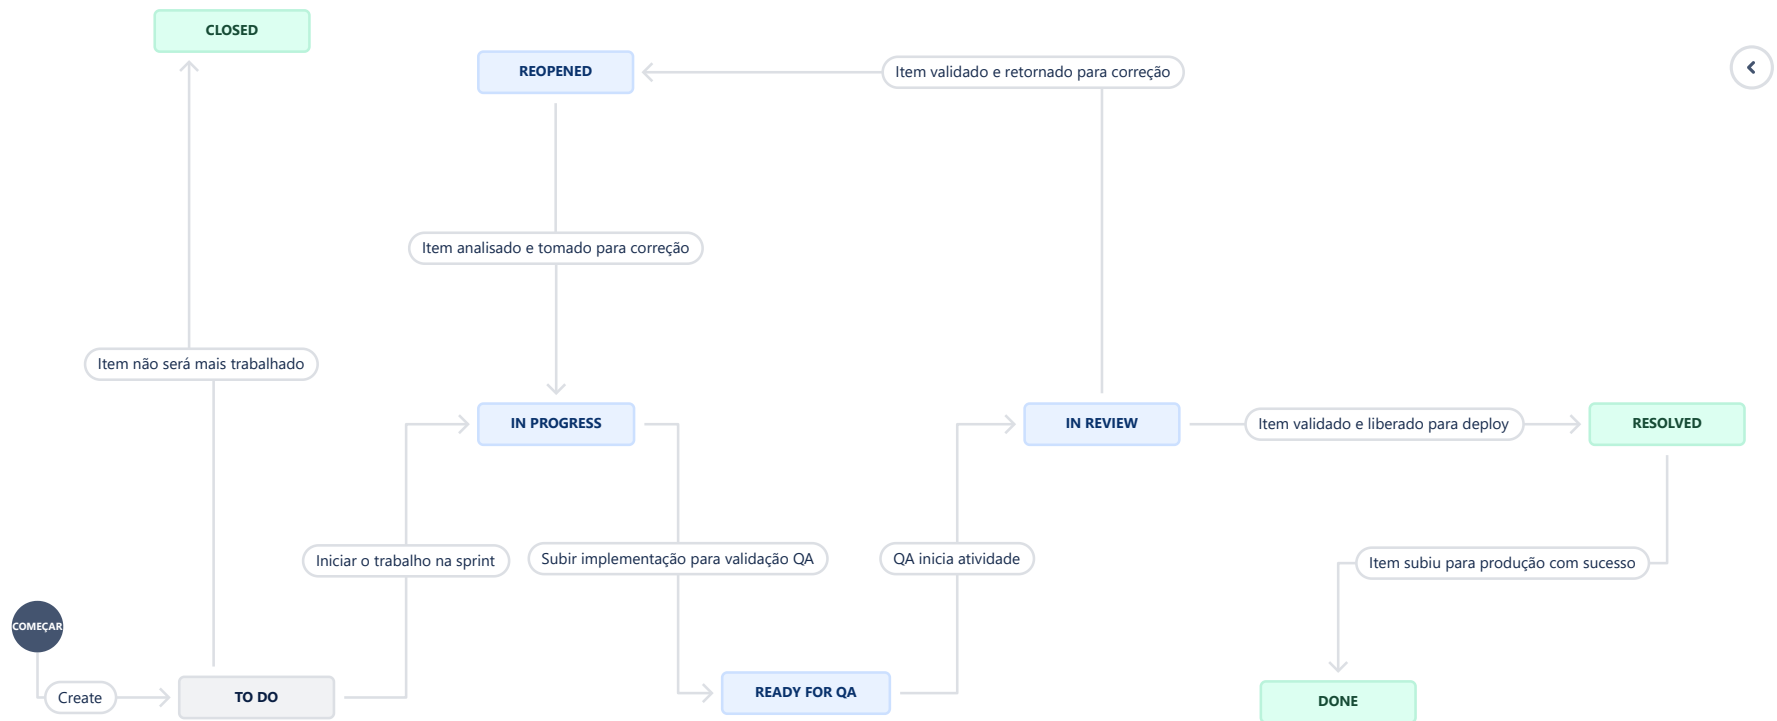 CLOSED
REOPENED
Item validado e retornado para correção
Item analisado e tomado para correção
Item não será mais trabalhado
IN PROGRESS
IN REVIEW
Item validado e liberado para deploy
RESOLVED
Iniciar o trabalho na sprint
Subir implementação para validação QA
QA inicia atividade
Item subiu para produção com sucesso
COMEÇAR
Create
TO DO
READY FOR QA
DONE